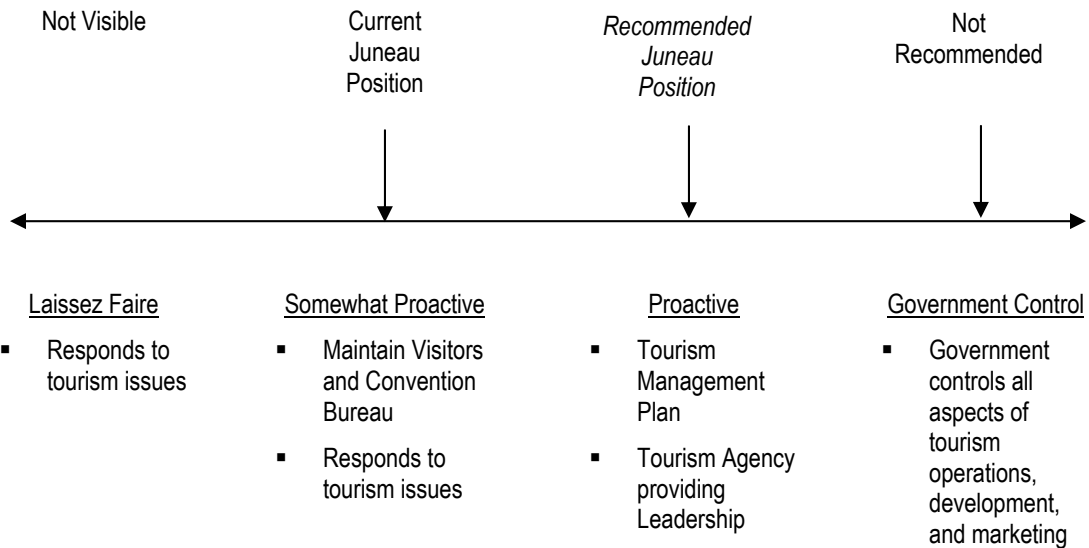 Not Visible
Current
Juneau
Position
Recommended
Juneau
Position
Not
Recommended
Laissez Faire
▪ Responds to
tourism issues
Somewhat Proactive
▪ Maintain Visitors
and Convention
Bureau
▪ Responds to
tourism issues
Proactive
▪ Tourism
Management
Plan
▪ Tourism Agency
providing
Leadership
Government Control
▪ Government
controls all
aspects of
tourism
operations,
development,
and marketing